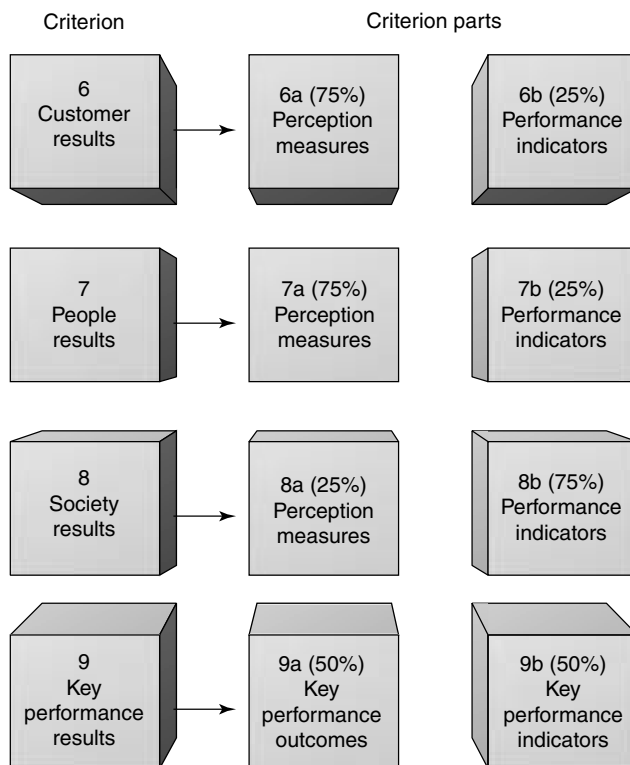 Criterion
Criterion parts
6
Customer
results
6a (75%)
Perception
measures
6b (25%)
Performance
indicators
7
People
results
7a (75%)
Perception
measures
7b (25%)
Performance
indicators
8
Society
results
8a (25%)
Perception
measures
8b (75%)
Performance
indicators
9
Key
performance
results
9a (50%)
Key
performance
outcomes
9b (50%)
Key
performance
indicators